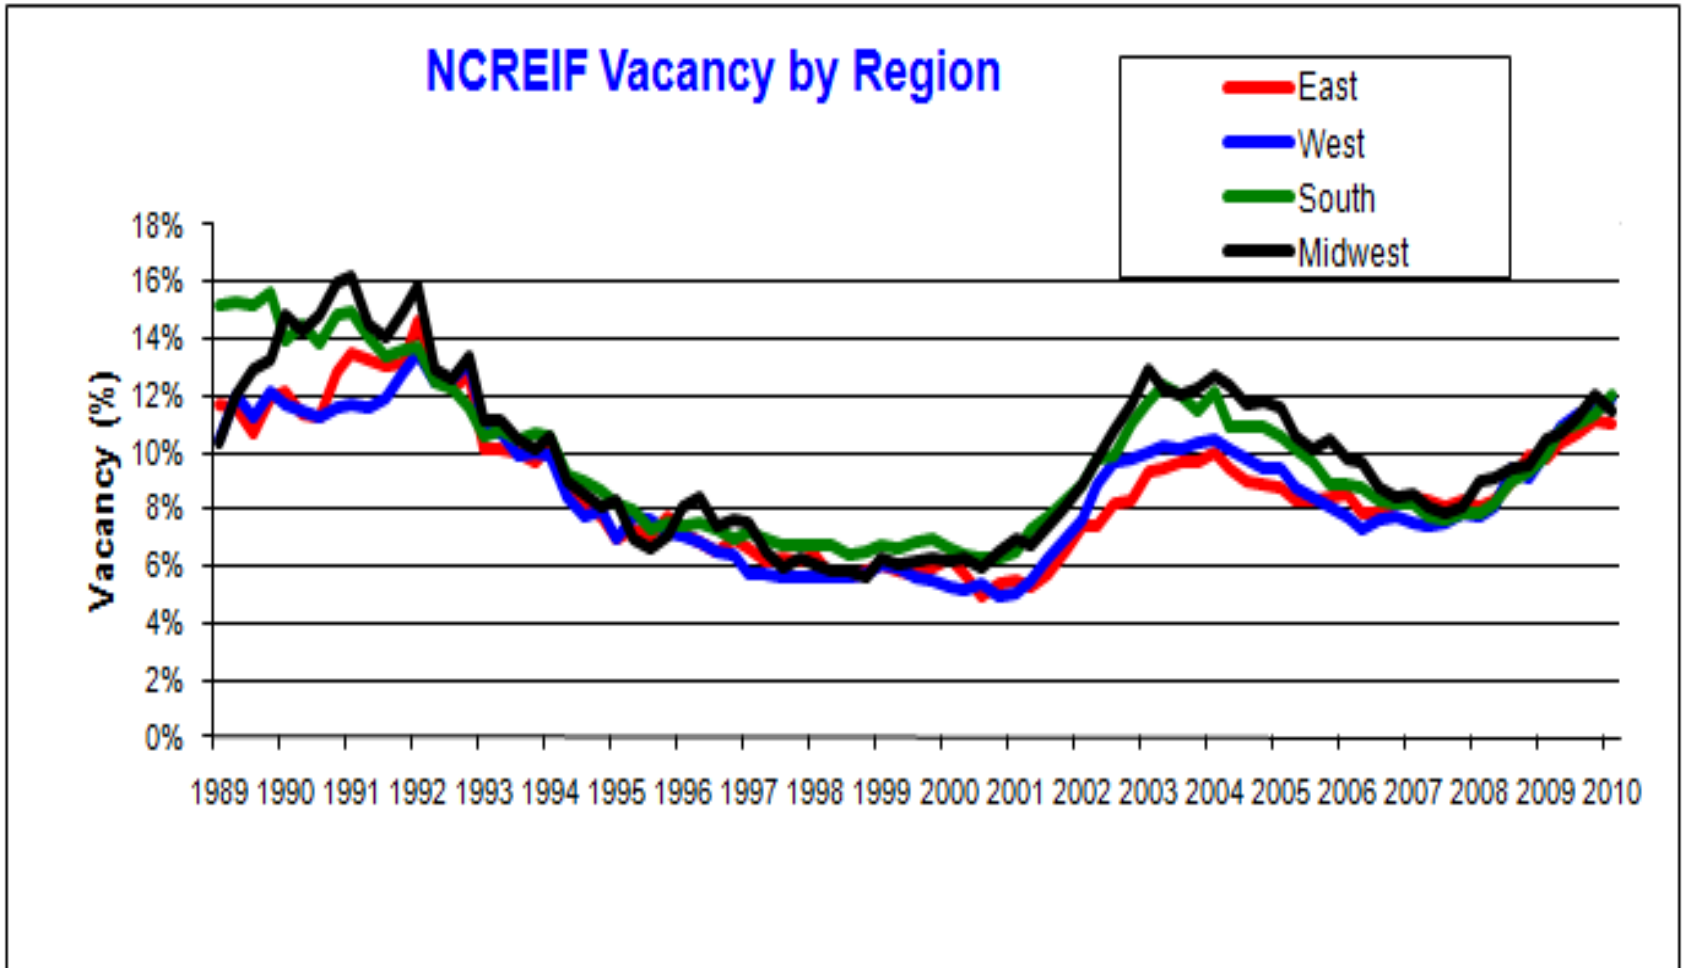 NCREIF Vacancy by Region
East
West
South
Midwest
Vacancy (%)
18%
16%
14%
12%
10%
8%
6%
4%
2%
0%
1989 1990 1991 1992 1993 1994 1995 1996 1997 1998 1999 2000 2001 2002 2003 2004 2005 2006 2007 2008 2009 2010